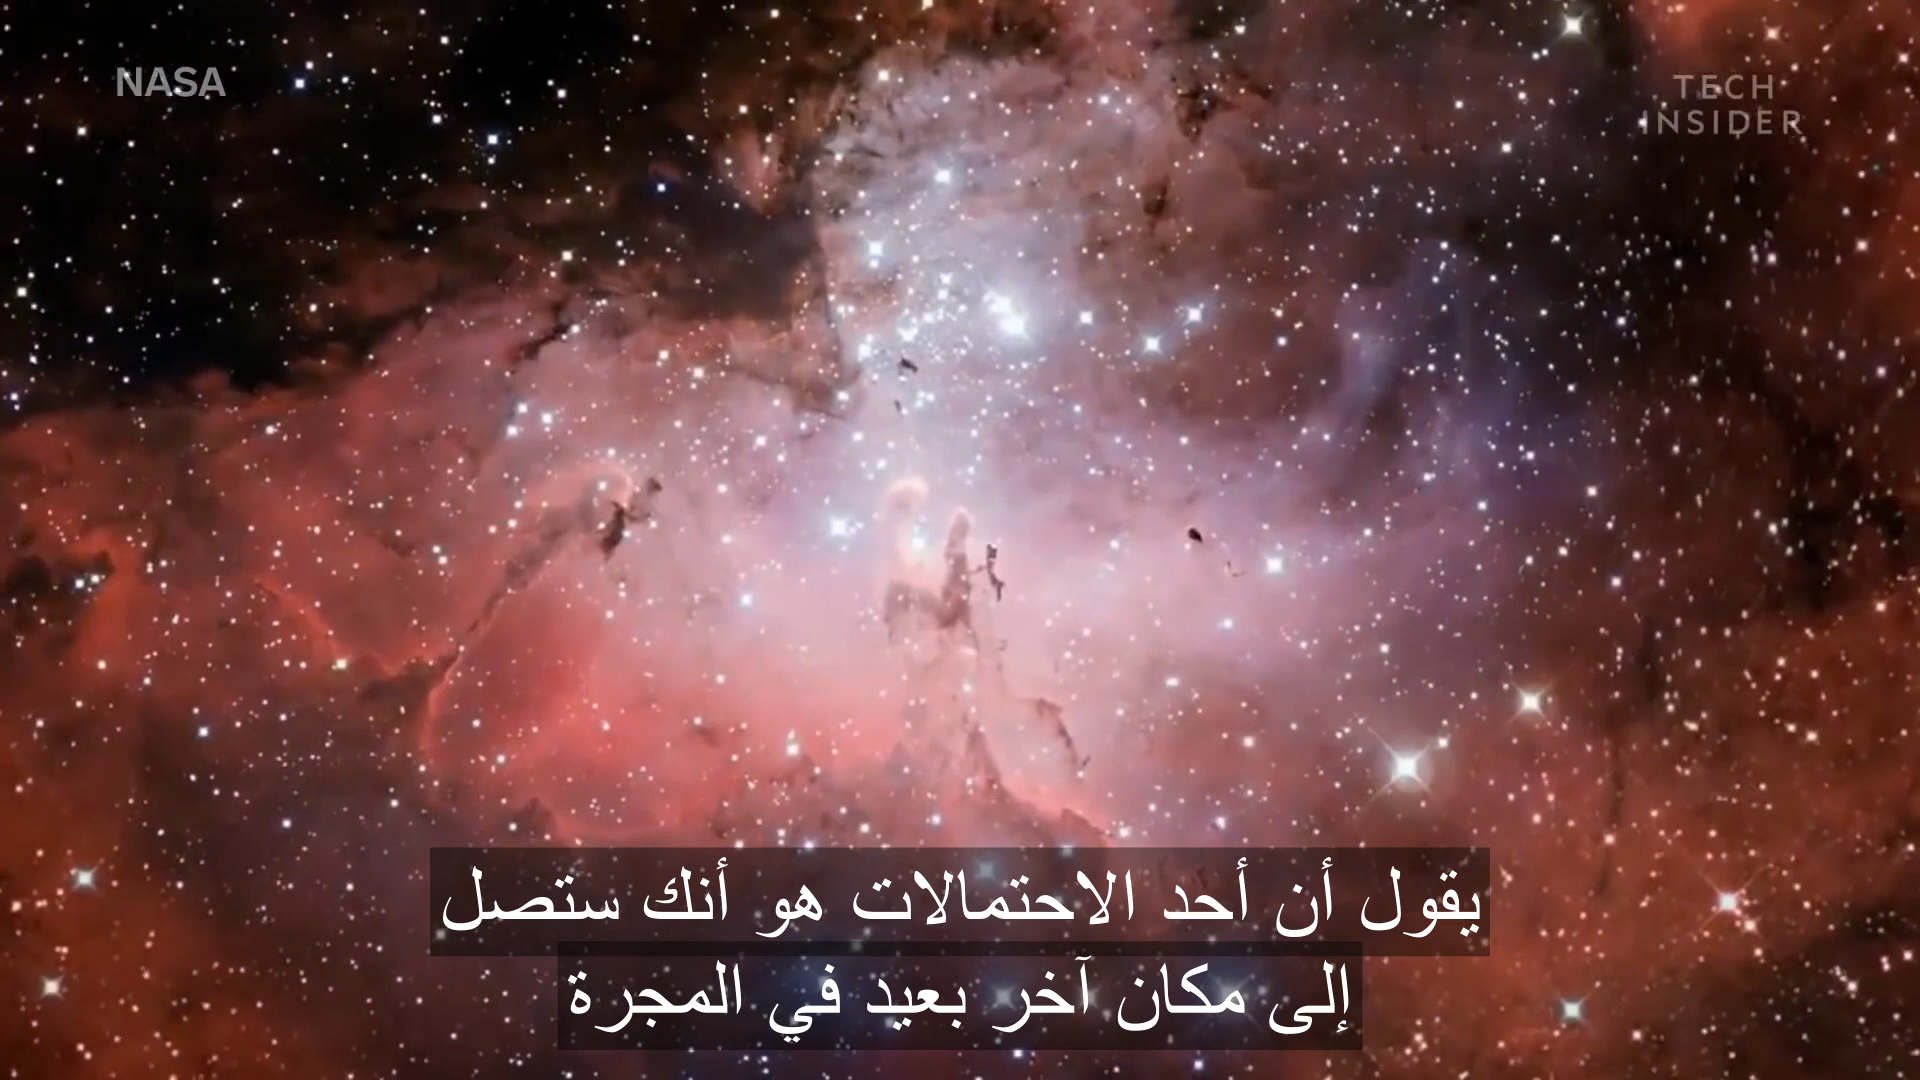 NASA
TECH
INSIDER
يقول أن أحد الاحتمالات هو أنك ستصل
إلى مكان آخر بعيد في المجرة